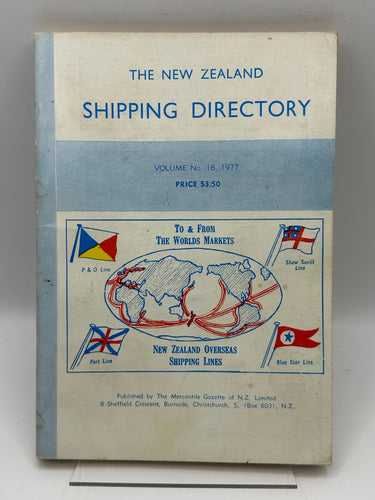 THE NEW ZEALAND
SHIPPING DIRECTORY
VOLUME No. 16, 1977
PRICE $3.50
To & From
The Worlds Markets
P & O Line
Shaw Savill
Line
Port Line
Blue Star Line
New Zealand Overseas
Shipping Lines
Published by The Mercantile Gazette of N.Z. Limited
8 Sheffield Crescent, Burnside, Christchurch, 5, (Box 603), N.Z.